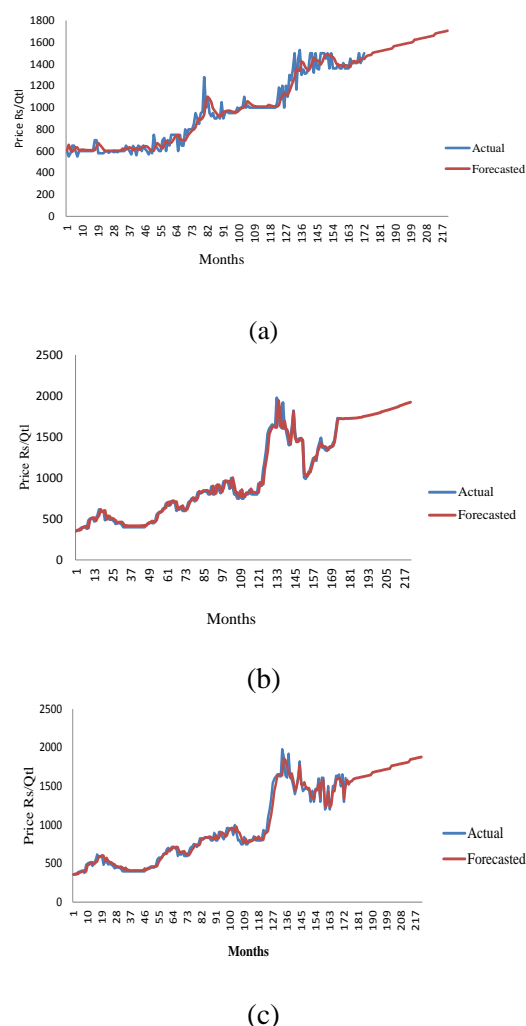 1800
1600
1400
1200
1000
800
600
400
200
0
Price Rs/Qtl
1 10 19 28 37 46 55 64 73 82 91 100 109 118 127 136 145 154 163 172 181 190 199 208 217
Months
Actual
Forecasted
(a)
2500
2000
1500
1000
500
0
Price Rs/Qtl
1 13 25 37 49 61 73 85 97 109 121 133 145 157 169 181 193 205 217
Months
Actual
Forecasted
(b)
2500
2000
1500
1000
500
0
Price Rs/Qtl
1 10 19 28 37 46 55 64 73 82 91 100 109 118 127 136 145 154 163 172 181 190 199 208 217
Months
Actual
Forecasted
(c)